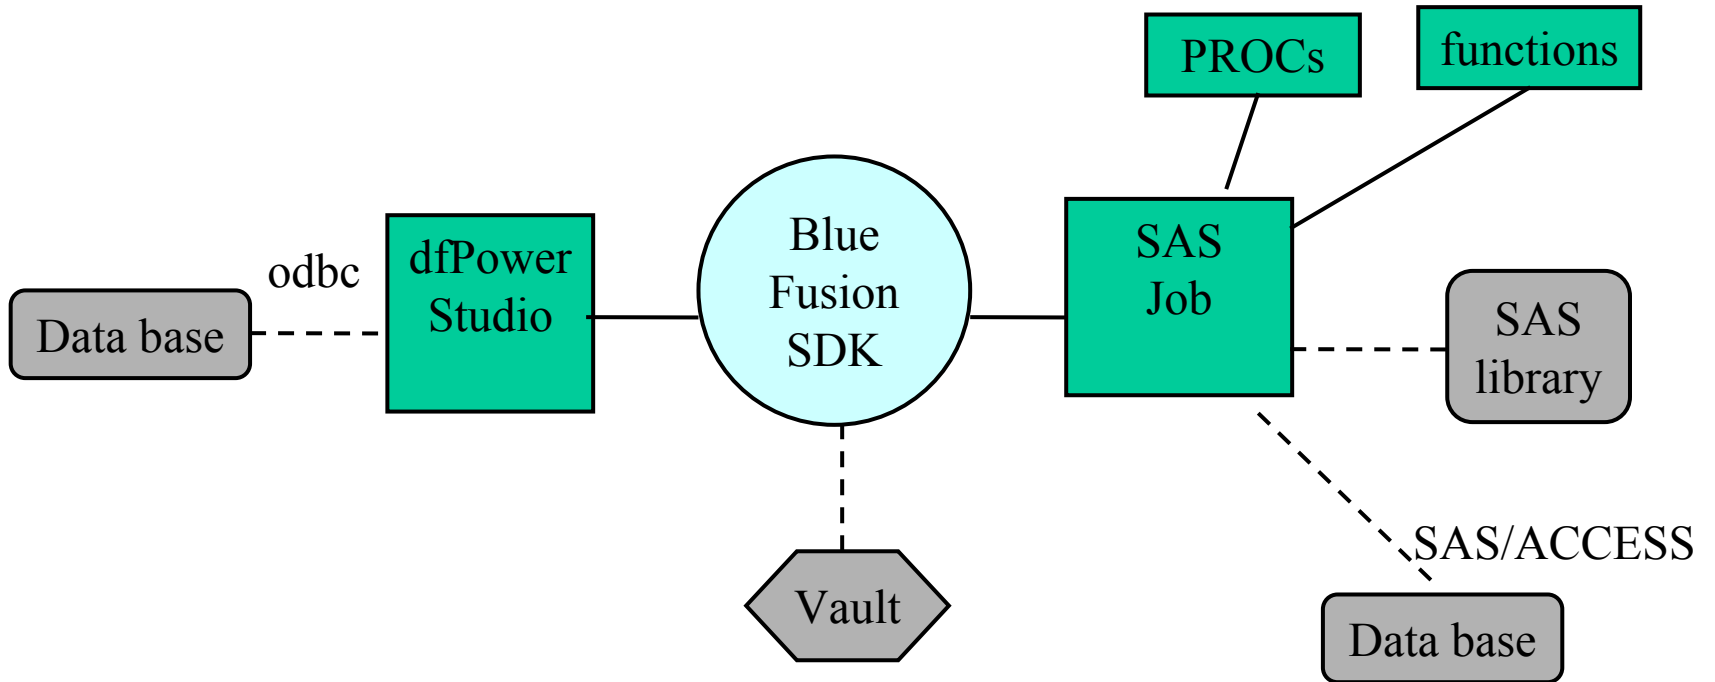 PROCs
functions
odbc
Data base
dfPower
Studio
Blue
Fusion
SDK
SAS
Job
SAS
library
SAS/ACCESS
Vault
Data base